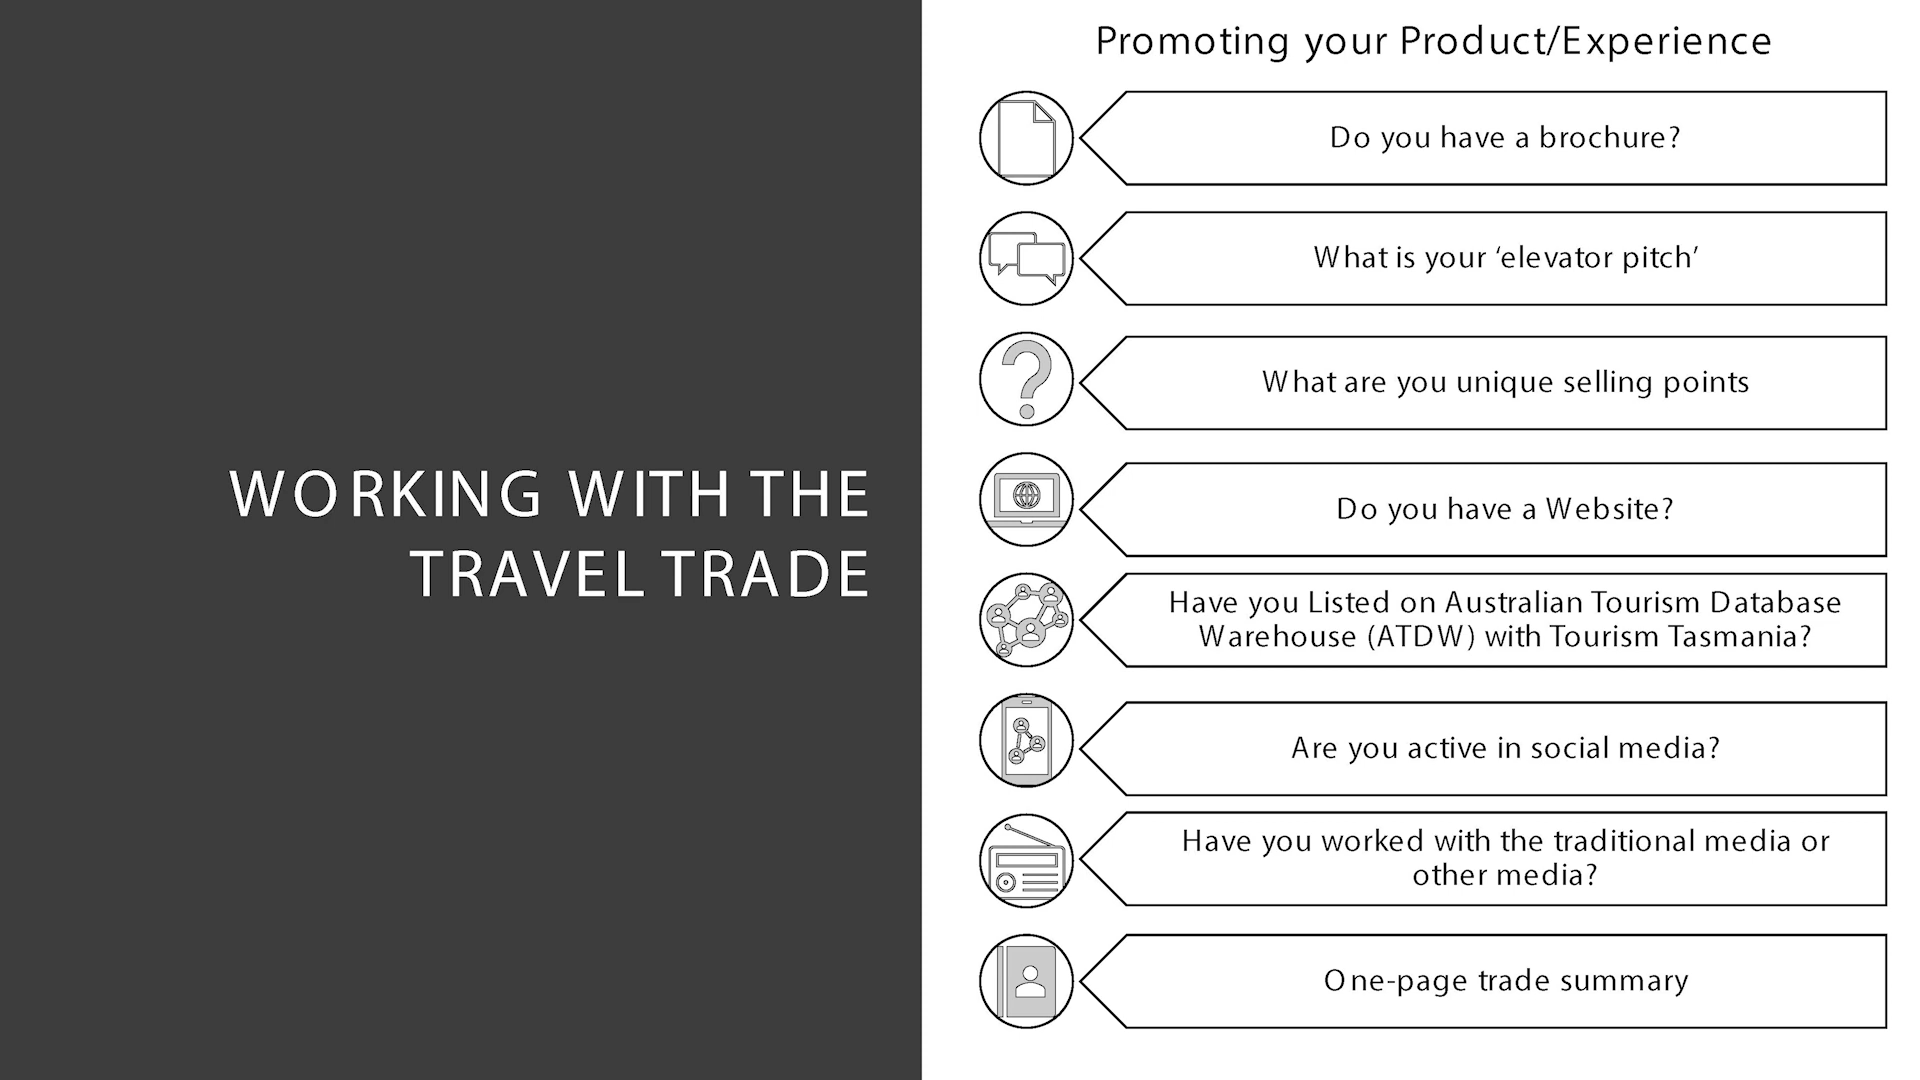 WORKING WITH THE
TRAVEL TRADE
Promoting your Product/Experience
Do you have a brochure?
What is your ‘elevator pitch’
What are you unique selling points
Do you have a Website?
Have you Listed on Australian Tourism Database
Warehouse (ATDW) with Tourism Tasmania?
Are you active in social media?
Have you worked with the traditional media or
other media?
One-page trade summary